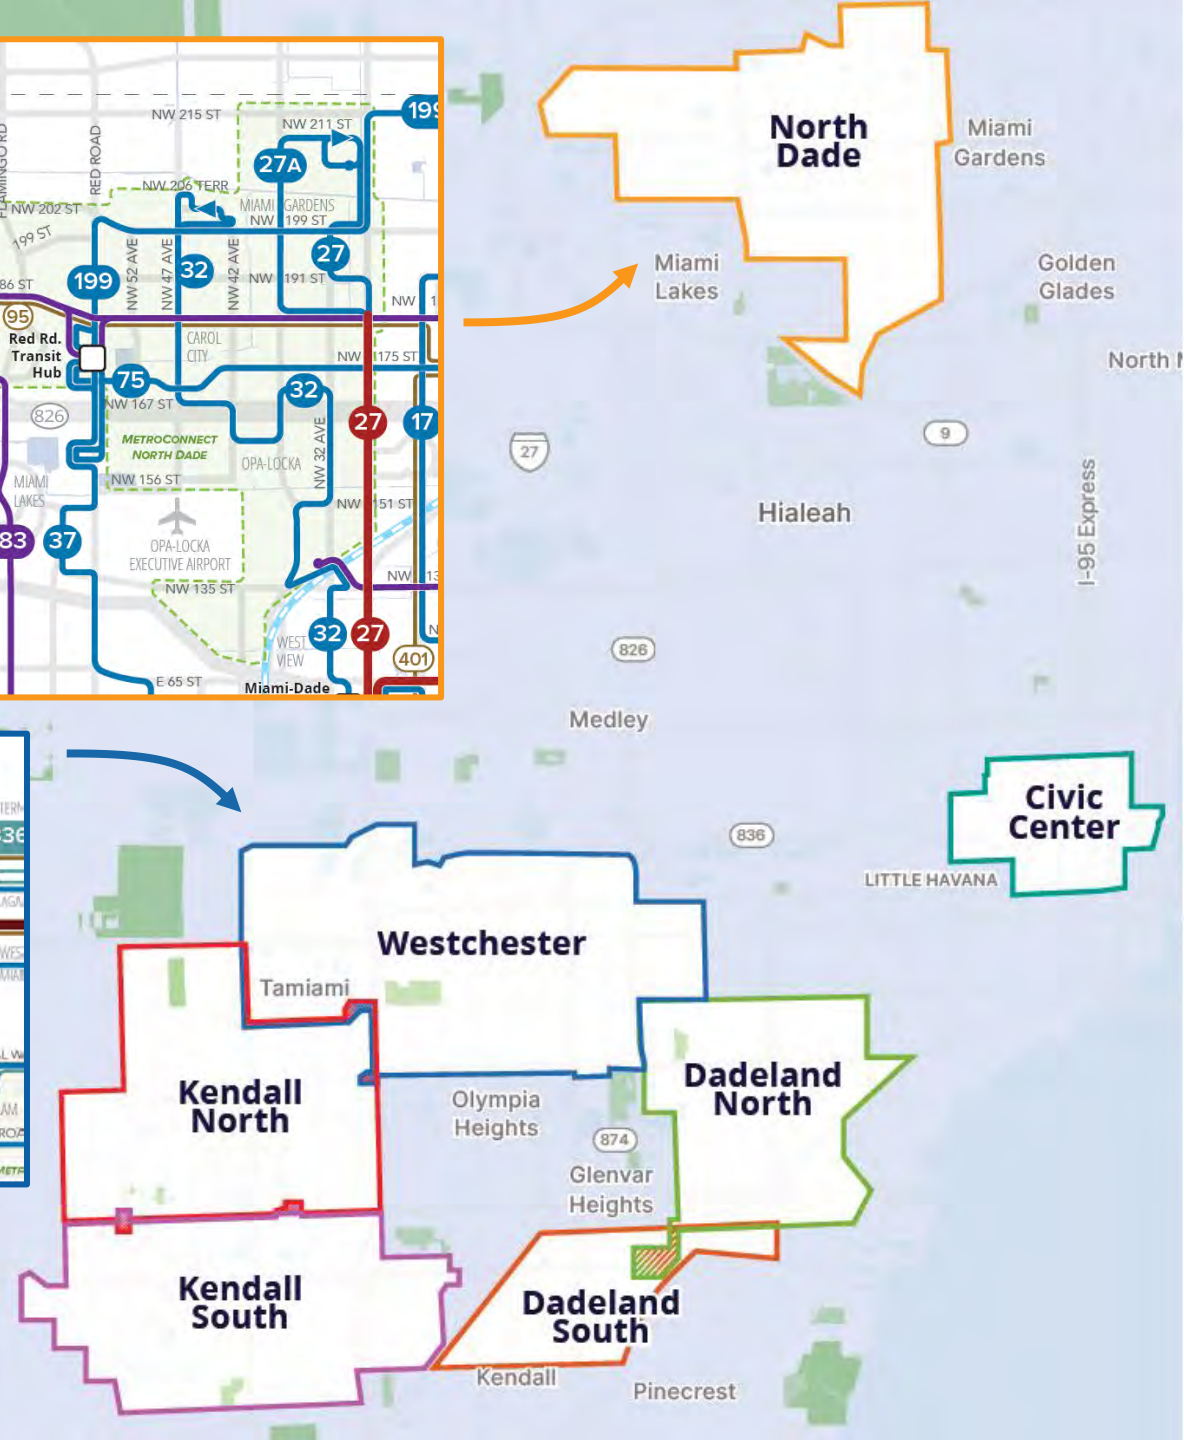 NW 215 ST
NW 211 ST
RED ROAD
FLAMINGO RD
27A
NW 206 TERR
MIAMI GARDENS
NW 202 ST
NW 199 ST
199 ST
NW 52 AVE
NW 47 AVE
NW 42 AVE
27
32
199
NW 191 ST
86 ST
NW
95
Red Rd.
Transit
Hub
CAROL
CITY
NW 175 ST
75
32
NW 167 ST
826
27
17
METROCONNECT
NORTH DADE
OPA-LOCKA
NW 32 AVE
MIAMI
LAKES
NW 156 ST
NW 151 ST
83
37
OPA-LOCKA
EXECUTIVE AIRPORT
NW 135 ST
NW 13
WEST
VIEW
32
27
401
E 65 ST
Miami-Dade
North
Dade
Miami
Gardens
Miami
Lakes
Golden
Glades
North
9
27
Hialeah
I-95 Express
826
Medley
Civic
Center
836
LITTLE HAVANA
Westchester
Tamiami
Kendall
North
Olympia
Heights
Dadeland
North
874
Glenvar
Heights
Kendall
South
Dadeland
South
Kendall
Pinecrest